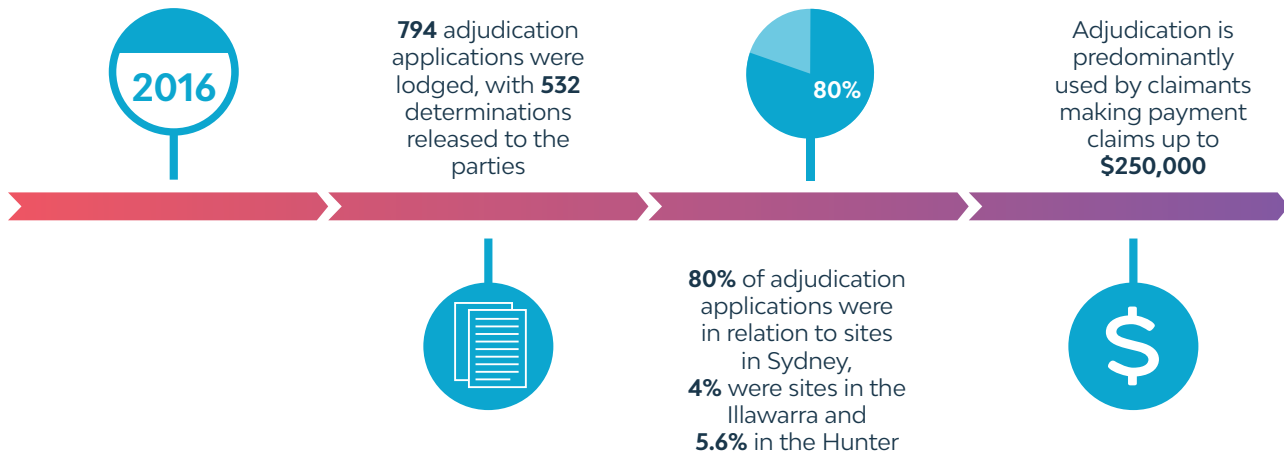 2016
794 adjudication
applications were
lodged, with 532
determinations
released to the
parties
80%
80% of adjudication
applications were
in relation to sites
in Sydney,
4% were sites in the
Illawarra and
5.6% in the Hunter
Adjudication is
predominantly
used by claimants
making payment
claims up to
$250,000
$